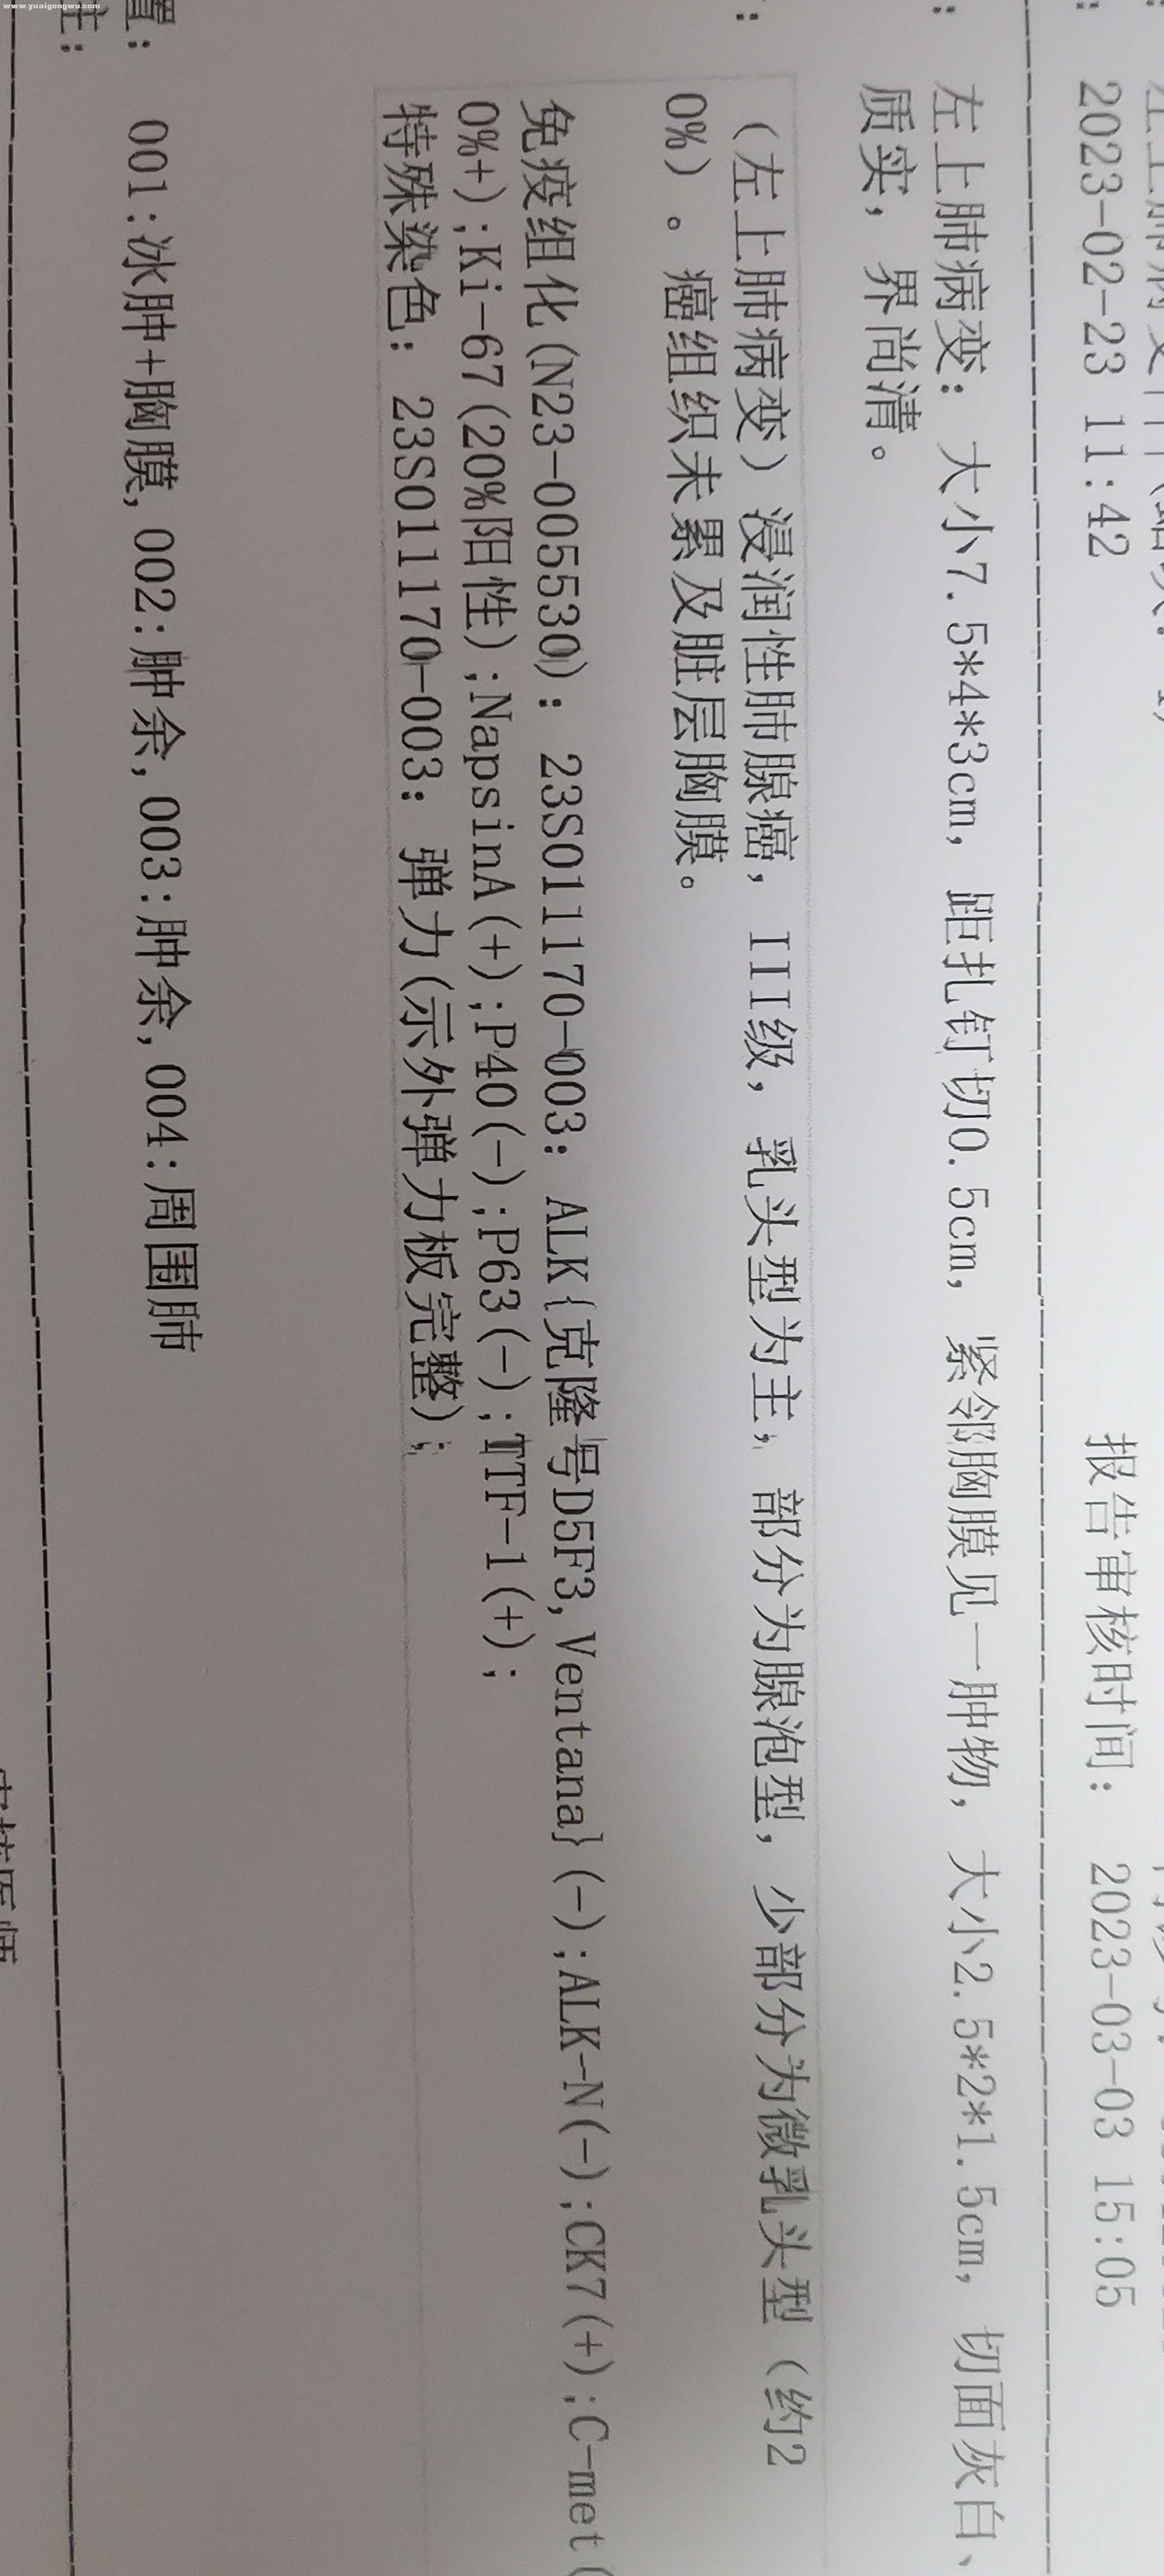 www.yunigongwu.com
2023-02-23 11:42 报告审核时间： 2023-03-03 15:05
左上肺病变：大小7.5*4*3cm，距扎钉切0.5cm，紧邻胸膜见一肿物，大小2.5*2*1.5cm，切面灰白、
质实，界尚清。
（左上肺病变）浸润性肺腺癌，III级，乳头型为主，部分为腺泡型，少部分为微乳头型（约2
0%）。癌组织未累及脏层胸膜。
免疫组化(N23-005530)：23S011170-003：ALK{克隆号D5F3,Ventana}(-);ALK-N(-);CK7(+);C-met(
0%+);Ki-67(20%阳性);NapsinA(+);P40(-);P63(-);TTF-1(+);
特殊染色：23S011170-003：弹力(示外弹力板完整);
置： 001:冰肿+胸膜,002:肿余,003:肿余,004:周围肺
注：